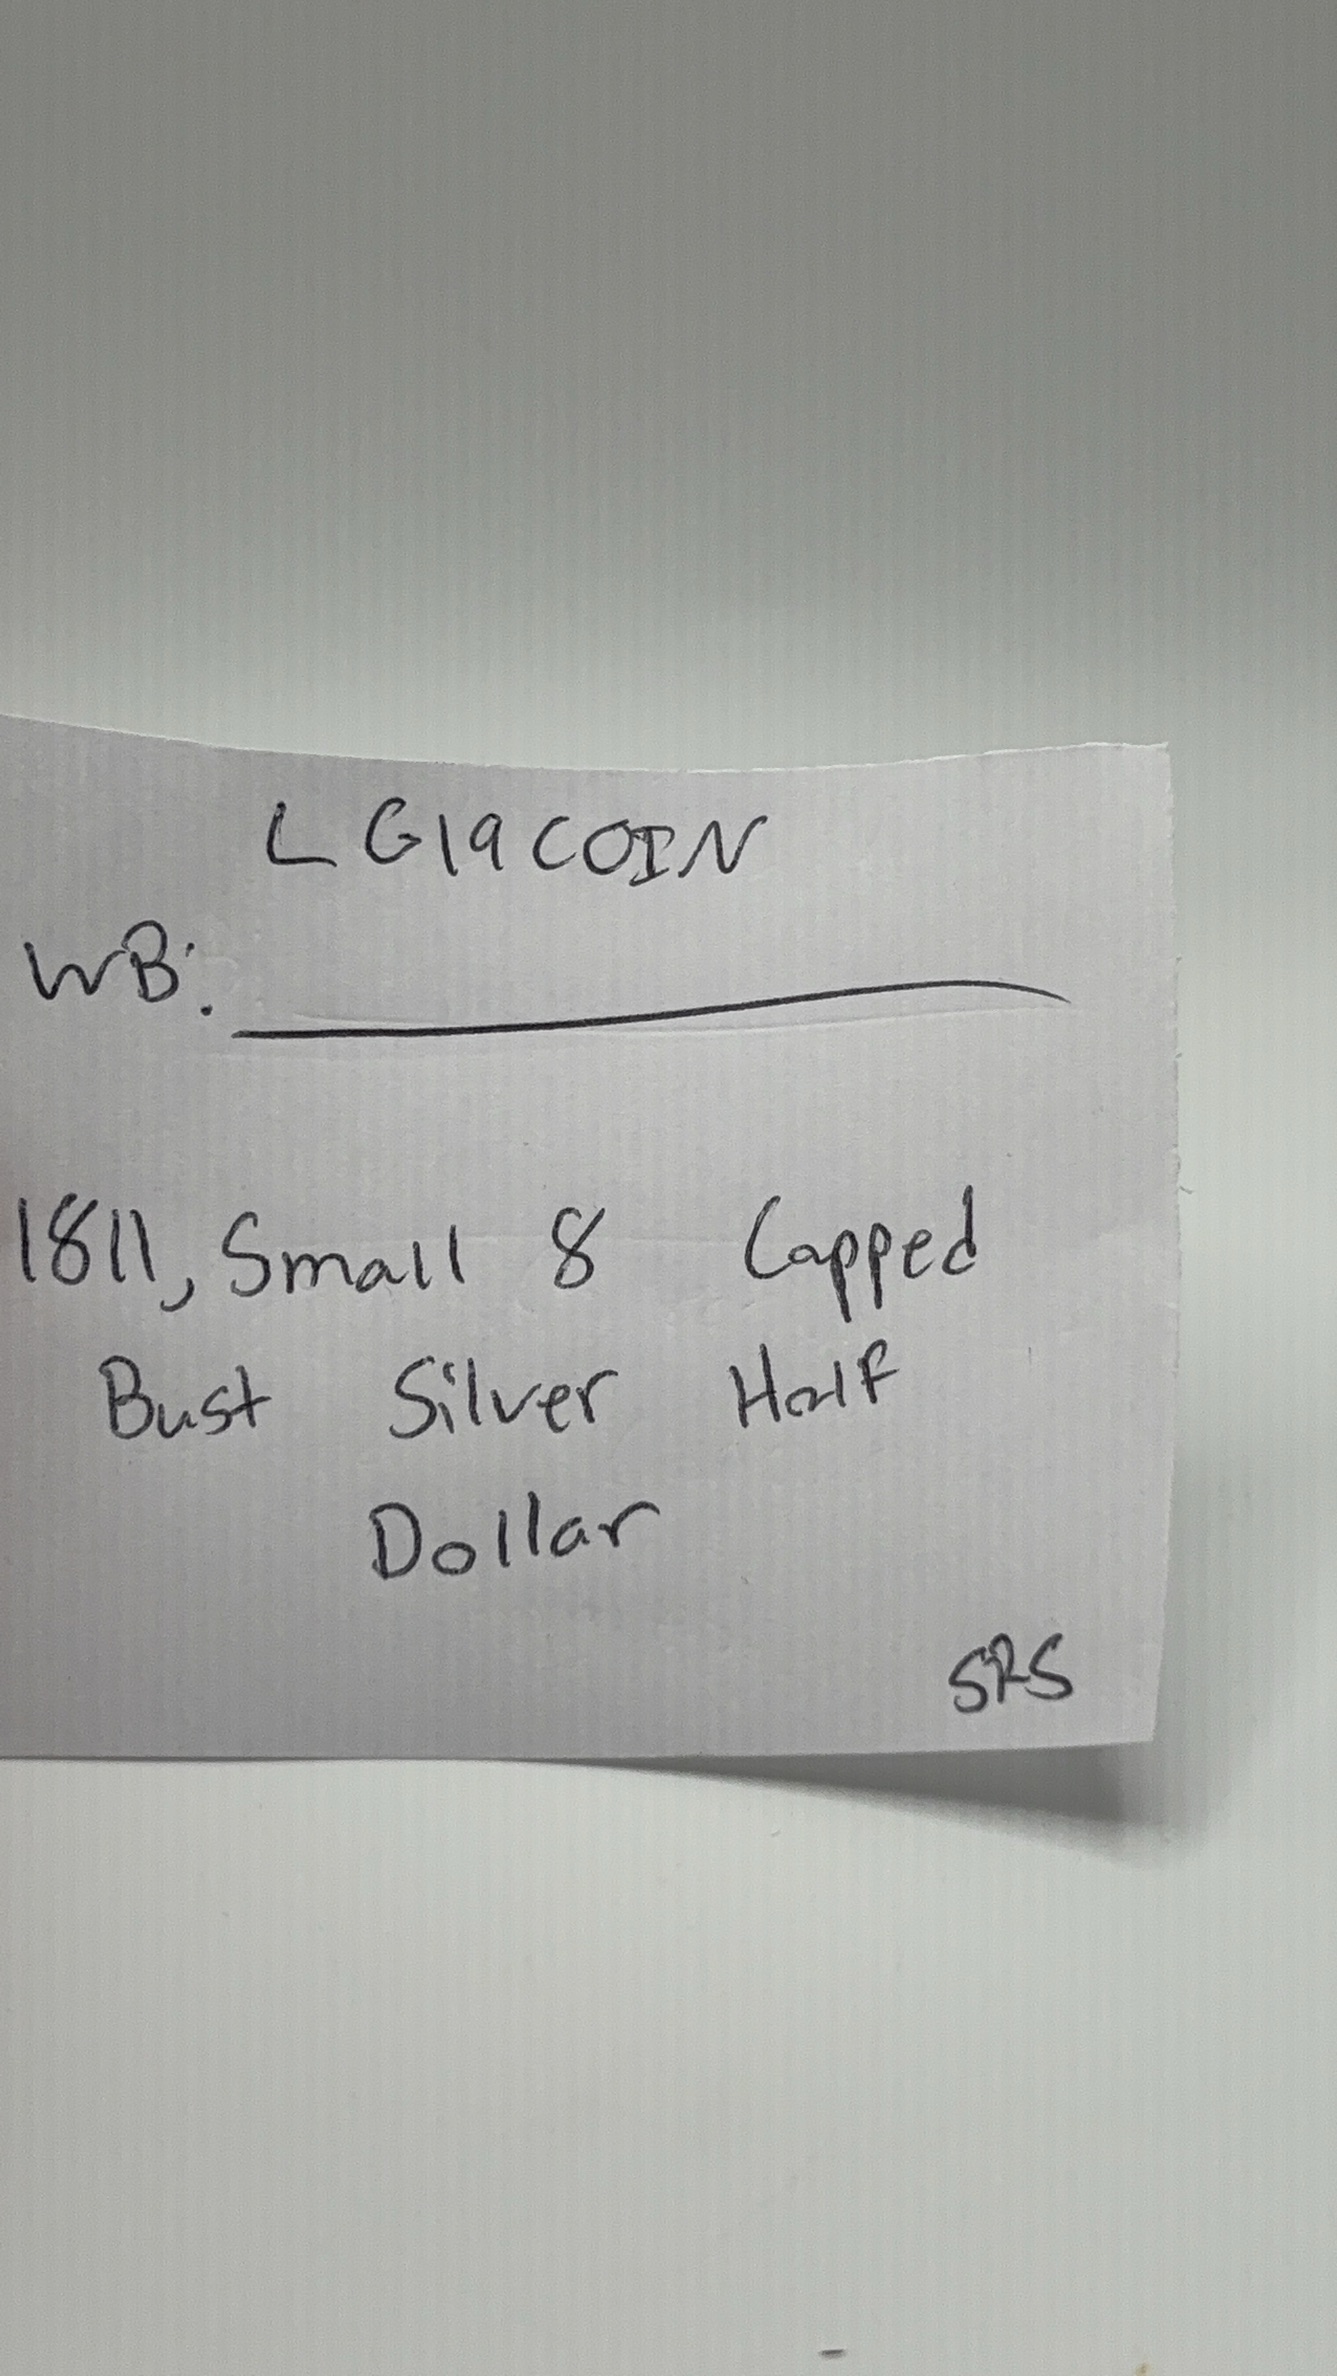 LG19COIN
WB:
1811, Small 8 Capped
Bust Silver Half
Dollar
SRS